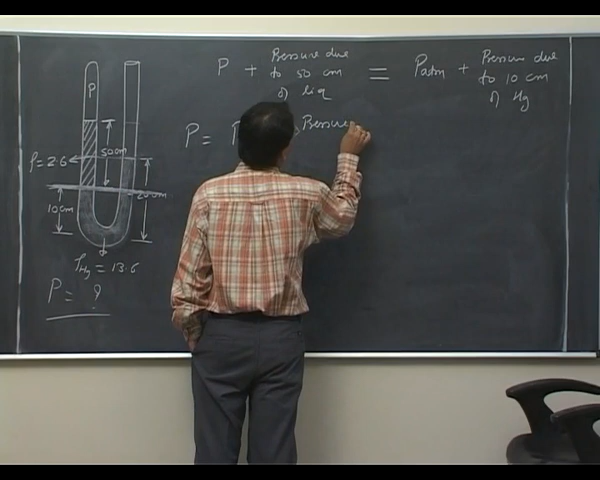 P + Pressure due to 50 cm of liq = Patm + Pressure due to 10 cm of Hg
P = P Pressure
P
50cm
ρ = 2.6
20cm
10cm
ρHg = 13.6
P = ?